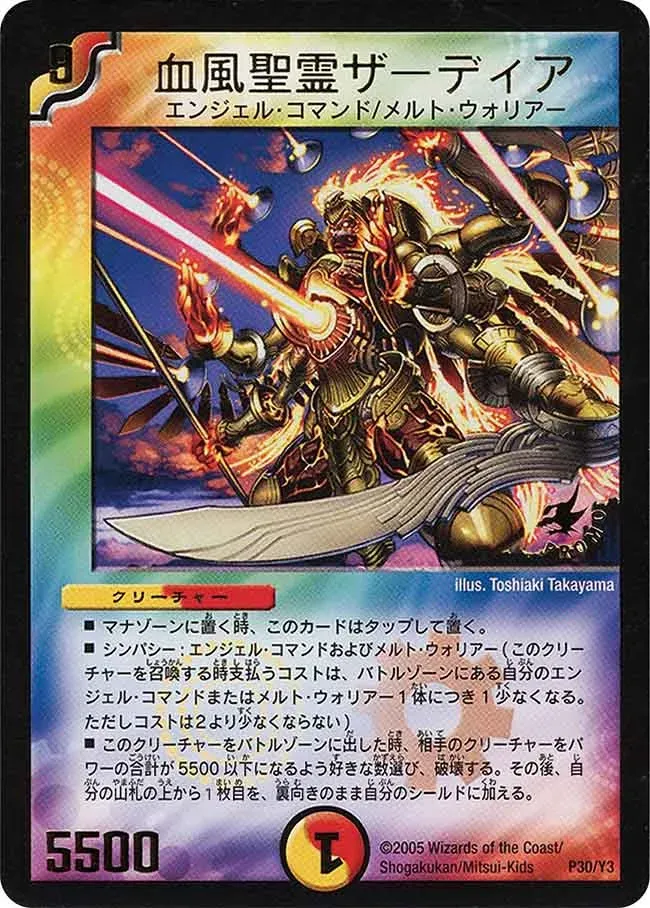 9
血風聖霊ザーディア
エンジェル・コマンド/メルト・ウォリアー
PROMO
illus. Toshiaki Takayama
クリーチャー
■ マナゾーンに置く時、このカードはタップして置く。
■ シンパシー：エンジェル・コマンドおよびメルト・ウォリアー（このクリー
チャーを召喚する時支払うコストは、バトルゾーンにある自分のエン
ジェル・コマンドまたはメルト・ウォリアー1体につき1少なくなる。
ただしコストは2より少なくならない）
■ このクリーチャーをバトルゾーンに出した時、相手のクリーチャーをパ
ワーの合計が5500以下になるよう好きな数選び、破壊する。その後、自
分の山札の上から1枚目を、裏向きのまま自分のシールドに加える。
5500
1
©2005 Wizards of the Coast/
Shogakukan/Mitsui-Kids
P30/Y3